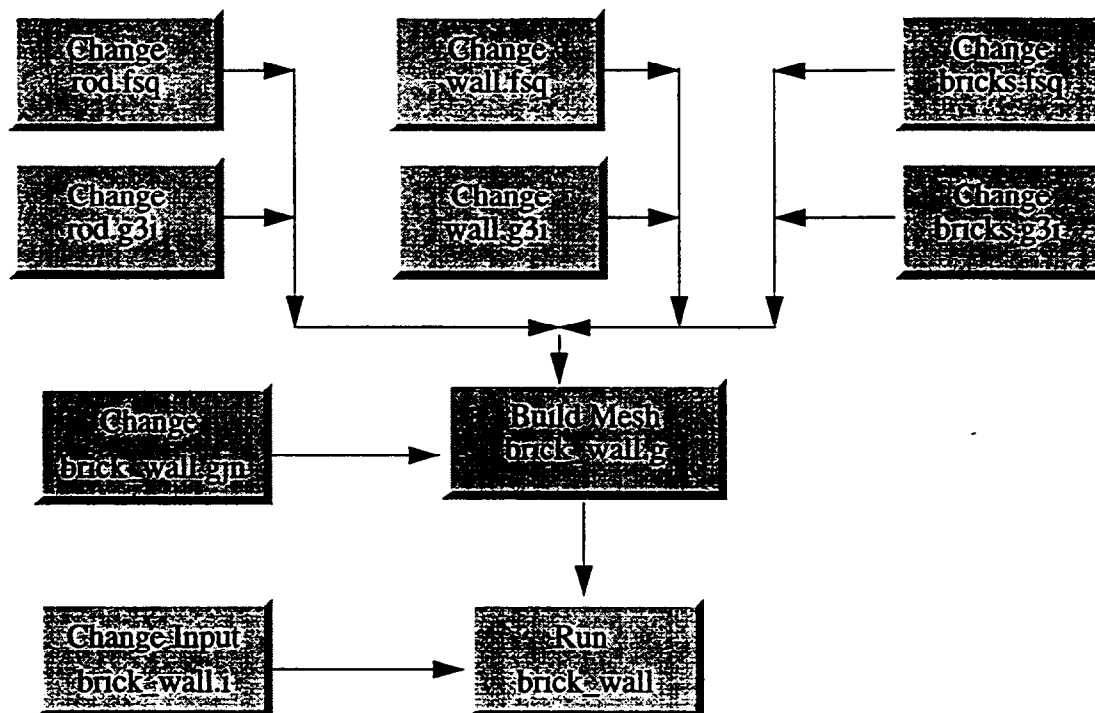 Change
rod.fsq
Change
wall.fsq
Change
bricks.fsq
Change
rod.g3i
Change
wall.g3i
Change
bricks.g3i
Change
brick_wall.gjn
Build Mesh
brick_wall.g
Change Input
brick_wall.i
Run
brick_wall